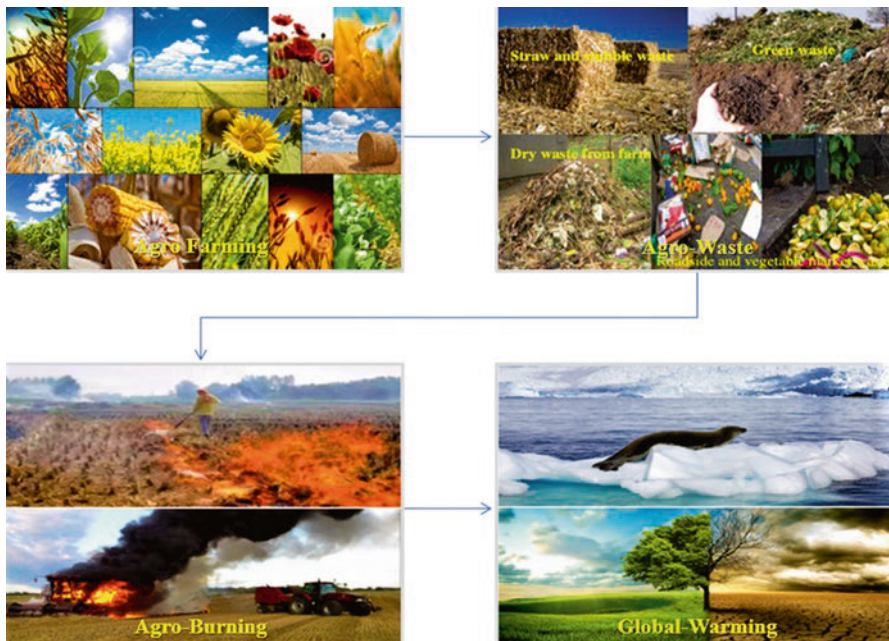 Agro Farming
Straw and stubble waste
Green waste
Dry waste from farm
Agro-Waste
Roadside and vegetable market waste
Agro-Burning
Global-Warming